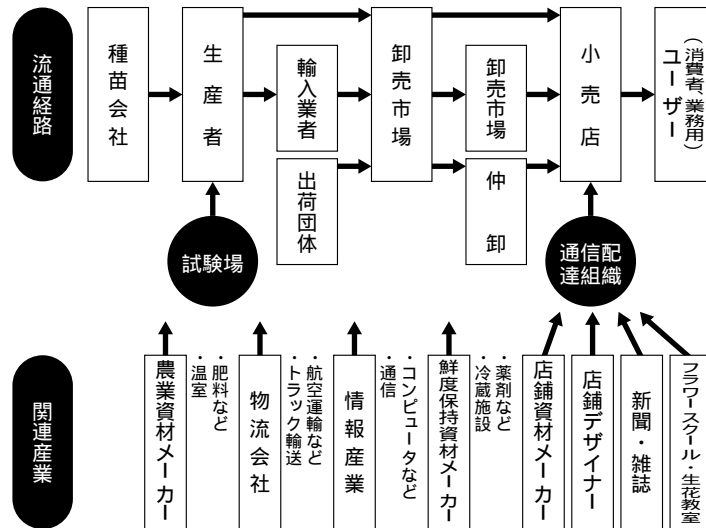 流通経路
種苗会社
生産者
輸入業者
出荷団体
卸売市場
卸売市場
仲卸
小売店
ユーザー
（消費者、業務用）
試験場
通信配
達組織
関連産業
農業資材メーカー
・肥料など
・温室
物流会社
・航空運輸など
・トラック輸送
情報産業
・コンピュータなど
・通信
鮮度保持資材メーカー
・薬剤など
・冷蔵施設
店舗資材メーカー
店舗デザイナー
新聞・雑誌
フラワースクール・生花教室